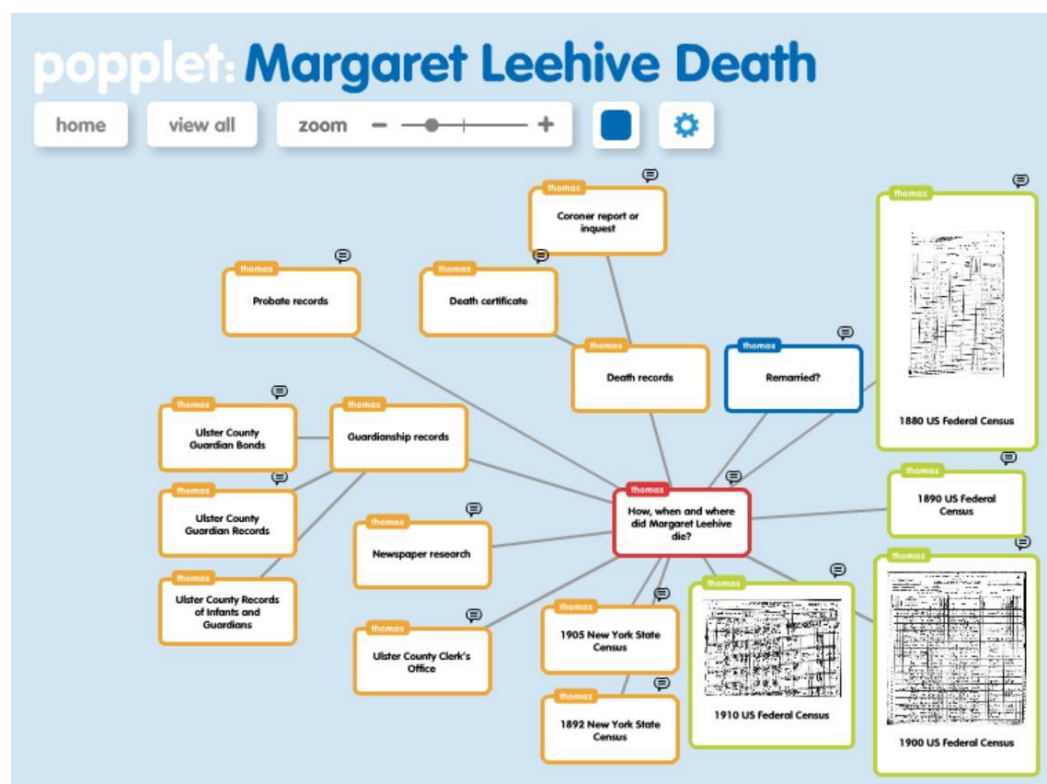 popplet: Margaret Leehive Death
home
view all
zoom
thomas
Coroner report or
inquest
thomas
Probate records
thomas
Death certificate
thomas
Death records
thomas
Remarried?
thomas
1880 US Federal Census
thomas
Ulster County
Guardian Bonds
thomas
Guardianship records
thomas
Ulster County
Guardian Records
thomas
Ulster County Records
of Infants and
Guardians
thomas
How, when and where
did Margaret Leehive
die?
thomas
1890 US Federal
Census
thomas
Newspaper research
thomas
Ulster County Clerk's
Office
thomas
1905 New York State
Census
thomas
1892 New York State
Census
thomas
1910 US Federal Census
thomas
1900 US Federal Census